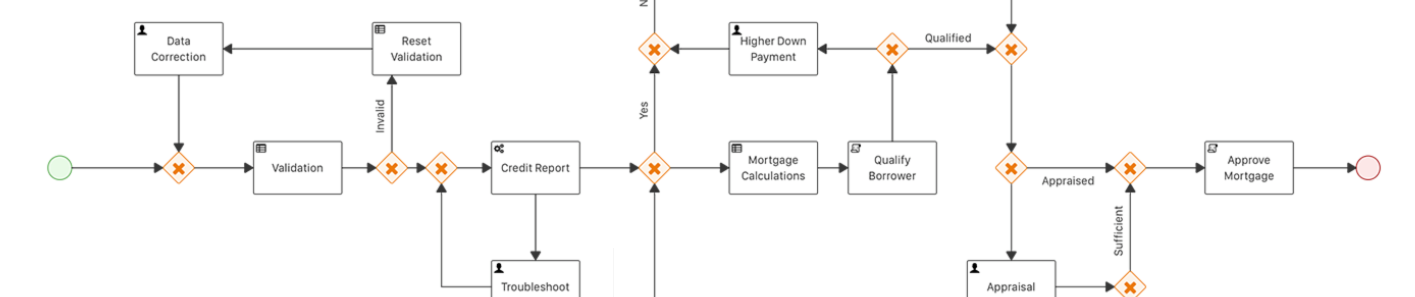 N
Data
Correction
Reset
Validation
Higher Down
Payment
Qualified
Invalid
Yes
Validation
Credit Report
Mortgage
Calculations
Qualify
Borrower
Appraised
Approve
Mortgage
Sufficient
Troubleshoot
Appraisal